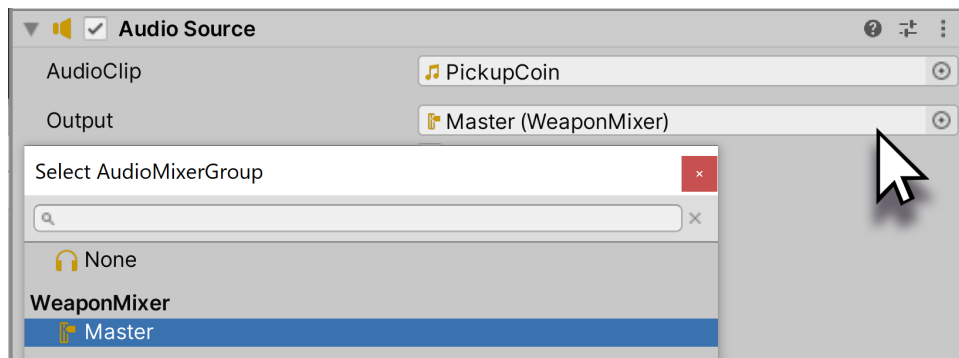 Audio Source
AudioClip PickupCoin
Output Master (WeaponMixer)
Select AudioMixerGroup
None
WeaponMixer
Master